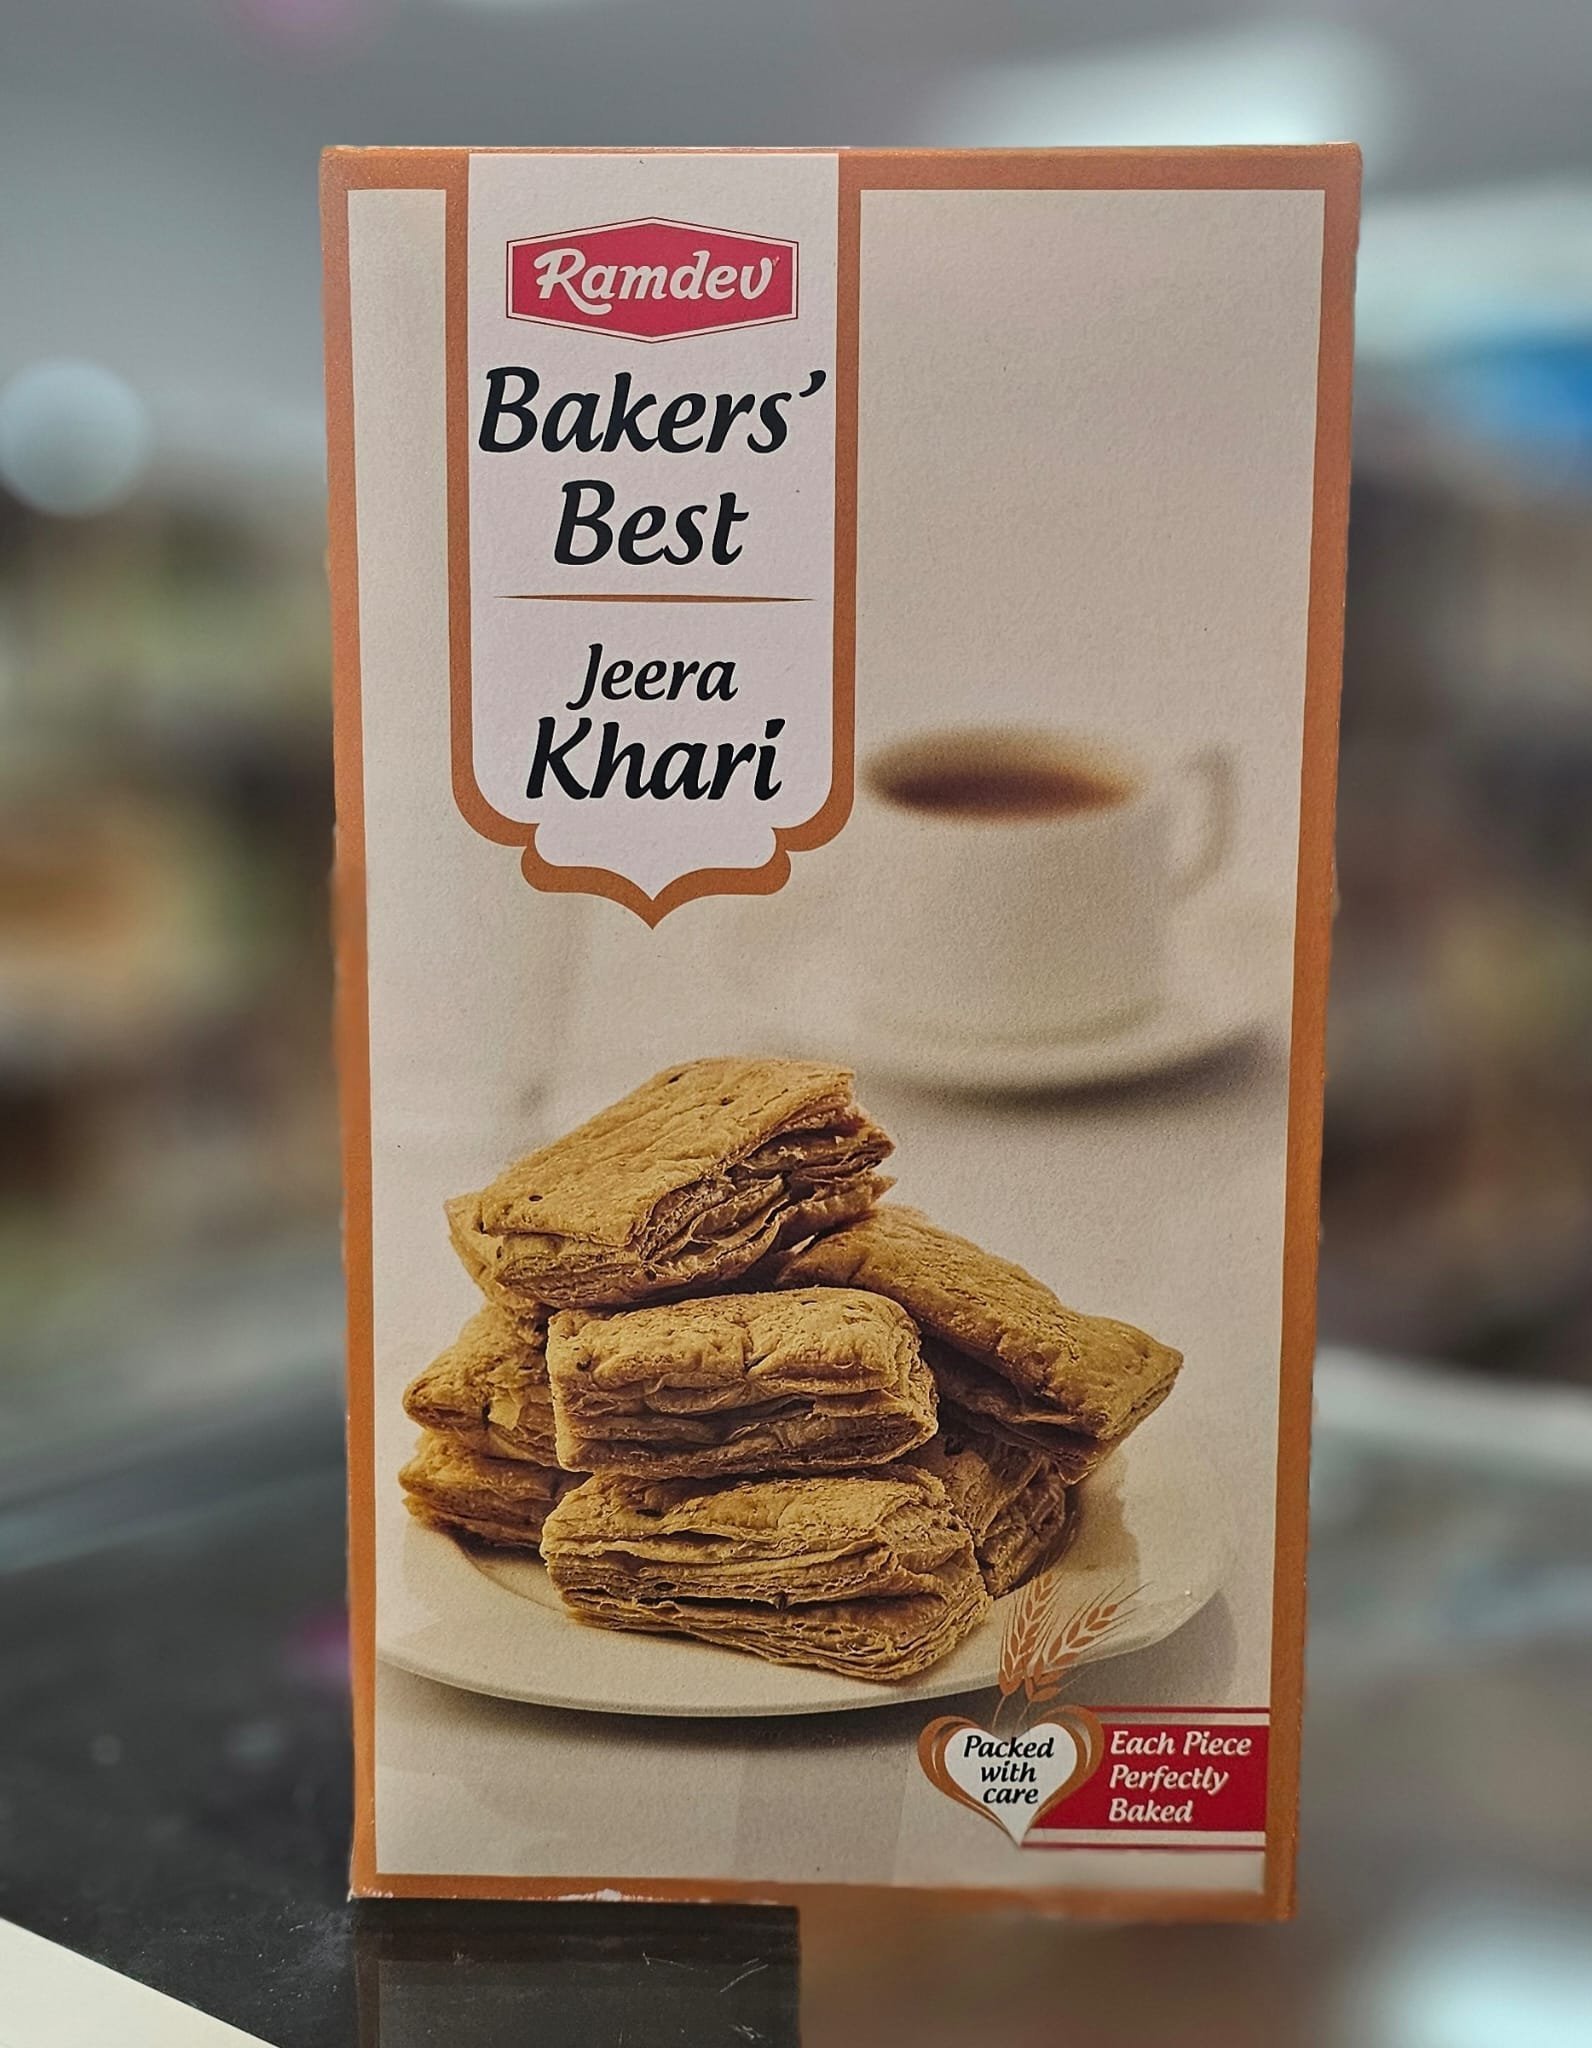 Ramdev
Bakers'
Best
Jeera
Khari
Packed
with
care
Each Piece
Perfectly
Baked